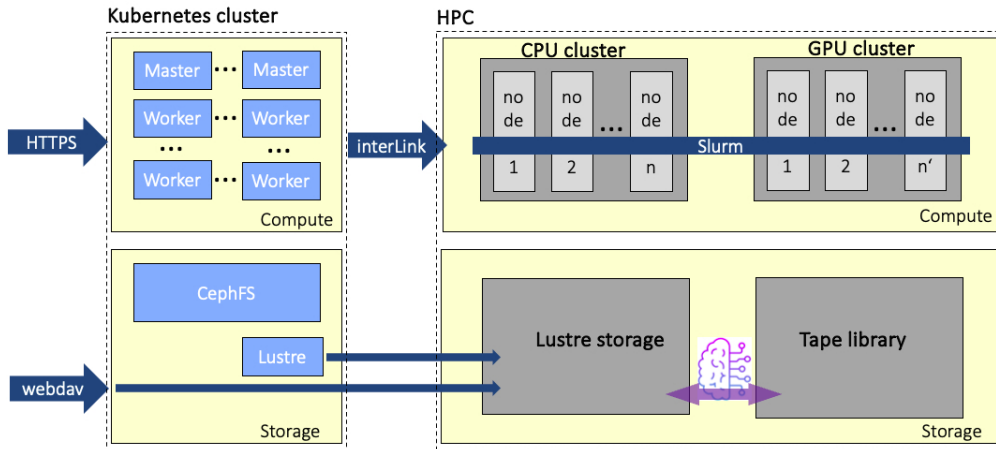 Kubernetes cluster
HPC
CPU cluster
GPU cluster
Master ... Master
Worker ... Worker
... ...
Worker ... Worker
Compute
HTTPS
interLink
no
de
1
no
de
2
...
no
de
n
no
de
1
no
de
2
...
no
de
n‘
Slurm
Compute
CephFS
Lustre
webdav
Storage
Lustre storage
Tape library
Storage